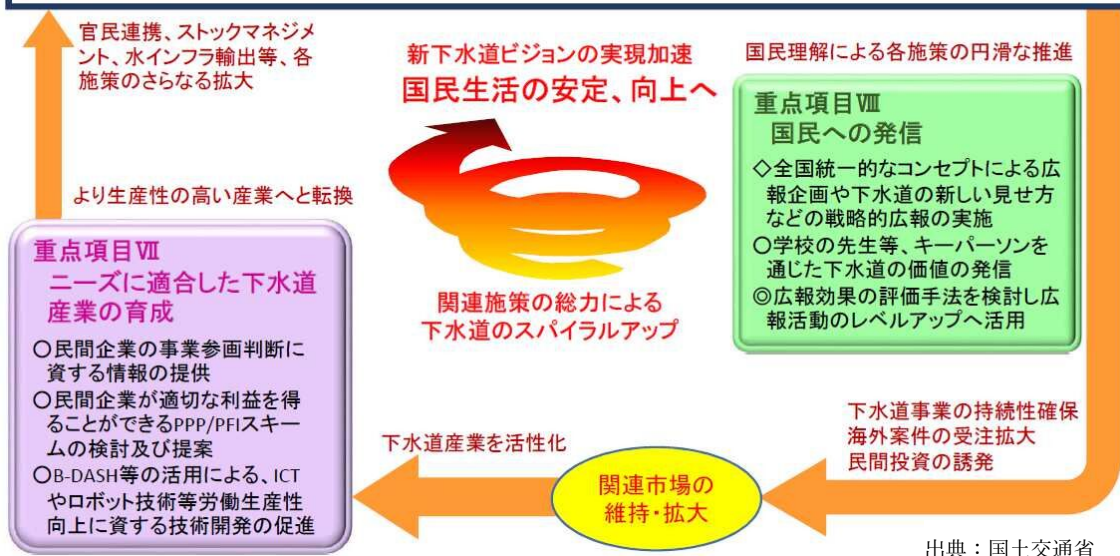 官民連携、ストックマネジメ
ント、水インフラ輸出等、各
施策のさらなる拡大
新下水道ビジョンの実現加速
国民生活の安定、向上へ
国民理解による各施策の円滑な推進
重点項目Ⅷ
国民への発信
◇全国統一的なコンセプトによる広
報企画や下水道の新しい見せ方
などの戦略的広報の実施
○学校の先生等、キーパーソンを
通じた下水道の価値の発信
◎広報効果の評価手法を検討し広
報活動のレベルアップへ活用
より生産性の高い産業へと転換
重点項目Ⅶ
ニーズに適合した下水道
産業の育成
○民間企業の事業参画判断に
資する情報の提供
○民間企業が適切な利益を得
ることができるPPP/PFIスキー
ムの検討及び提案
○B-DASH等の活用による、ICT
やロボット技術等労働生産性
向上に資する技術開発の促進
関連施策の総力による
下水道のスパイラルアップ
下水道事業の持続性確保
海外案件の受注拡大
民間投資の誘発
下水道産業を活性化
関連市場の
維持・拡大
出典：国土交通省